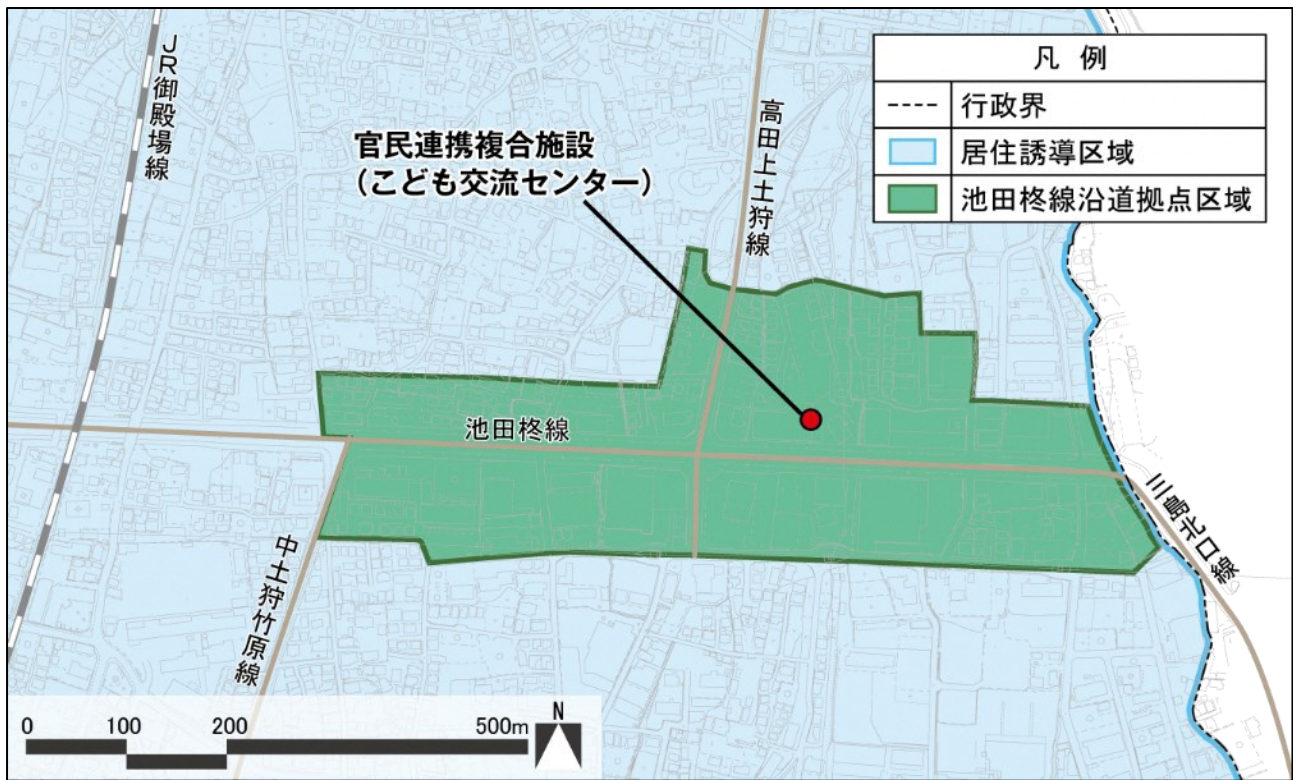 JR御殿場線
官民連携複合施設
(こども交流センター)
高田上土狩線
凡 例
行政界
居住誘導区域
池田柊線沿道拠点区域
池田柊線
中土狩竹原線
三島北口線
0 100 200 500m
N